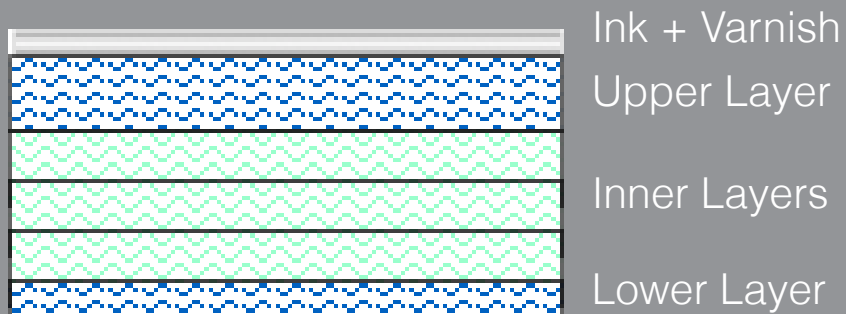 Ink + Varnish
Upper Layer
Inner Layers
Lower Layer